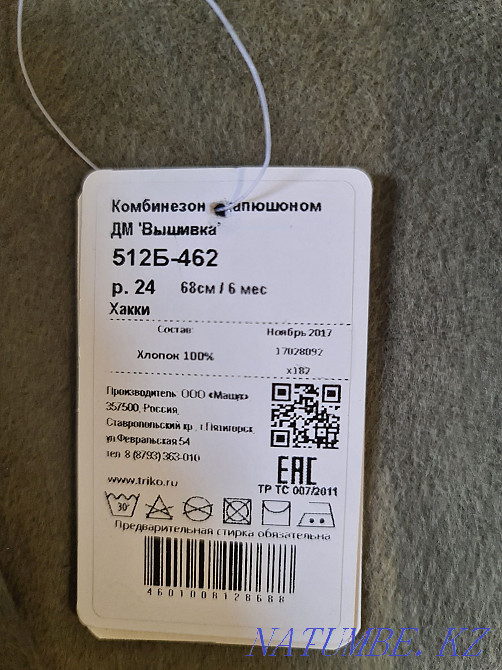 Комбинезон с капюшоном
ДМ "Вышивка"
512Б-462
р. 24 68см / 6 мес
Хакки
Состав: Ноябрь 2017
Хлопок 100% 17028092
х182
Производитель: ООО «Машук»
357500, Россия,
Ставропольский кр., г.Пятигорск,
ул.Февральская 54
тел. 8 (8793) 363-010
www.triko.ru
EAC
ТР ТС 007/2011
30°
Предварительная стирка обязательна
4601008128688
NATUMBE.KZ